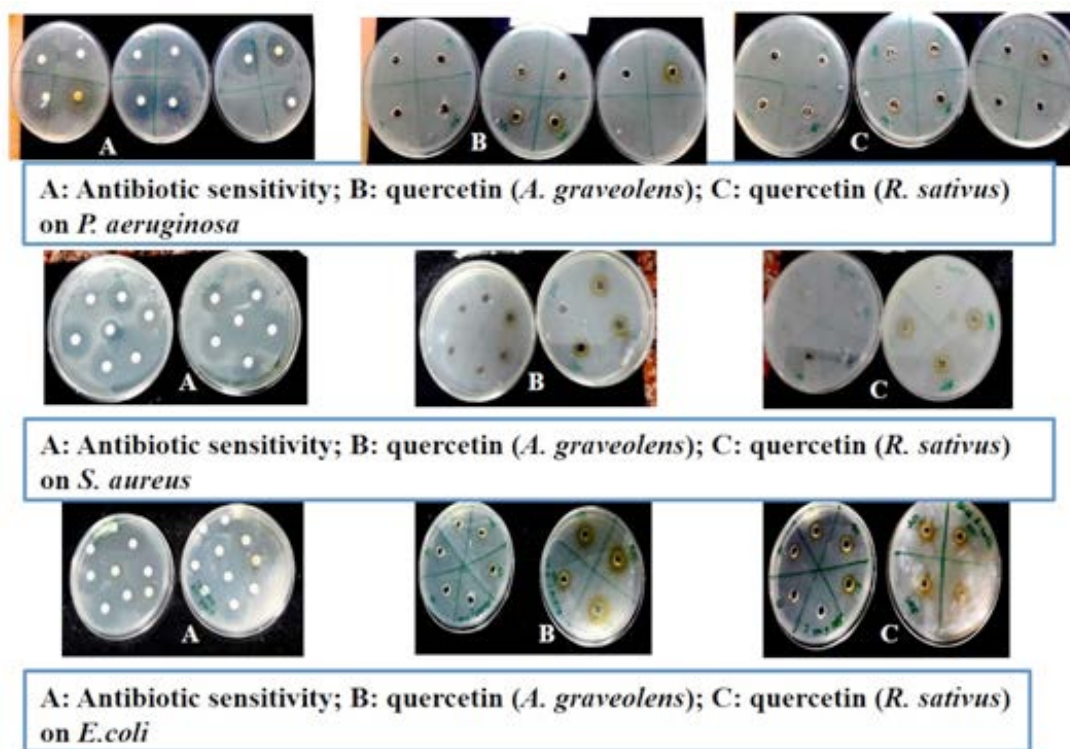 A
B
C
A: Antibiotic sensitivity; B: quercetin (A. graveolens); C: quercetin (R. sativus)
on P. aeruginosa
A
B
C
A: Antibiotic sensitivity; B: quercetin (A. graveolens); C: quercetin (R. sativus)
on S. aureus
A
B
C
A: Antibiotic sensitivity; B: quercetin (A. graveolens); C: quercetin (R. sativus)
on E.coli